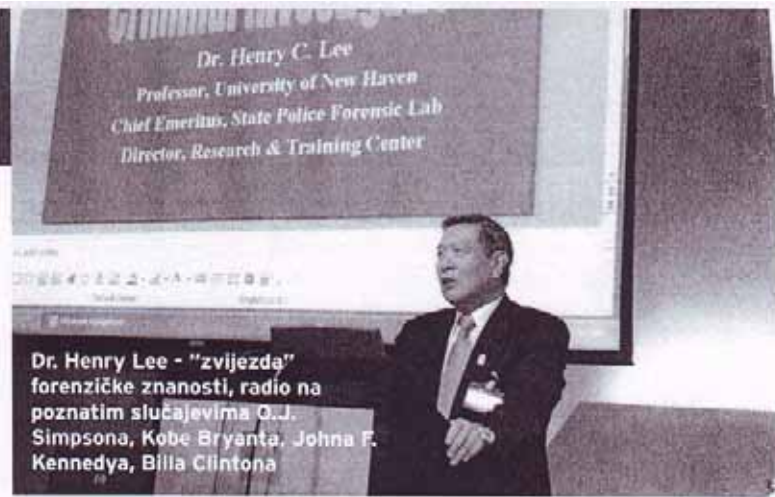 Criminal
Dr. Henry C. Lee
Professor, University of New Haven
Chief Emeritus, State Police Forensic Lab
Director, Research & Training Center
Dr. Henry Lee - "zvijezda"
forenzičke znanosti, radio na
poznatim slučajevima O.J.
Simpsona, Kobe Bryanta, Johna F.
Kennedya, Billa Clintona